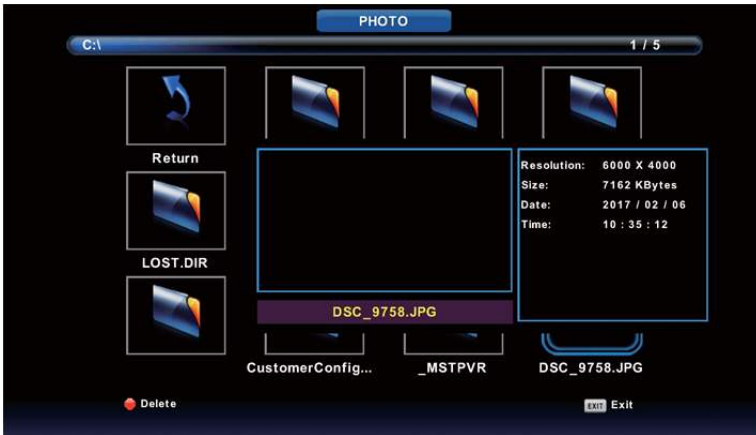 PHOTO
C:\
1 / 5
Return
Resolution: 6000 X 4000
Size: 7162 KBytes
Date: 2017 / 02 / 06
Time: 10 : 35 : 12
LOST.DIR
DSC_9758.JPG
CustomerConfig...
_MSTPVR
DSC_9758.JPG
Delete
EXIT Exit